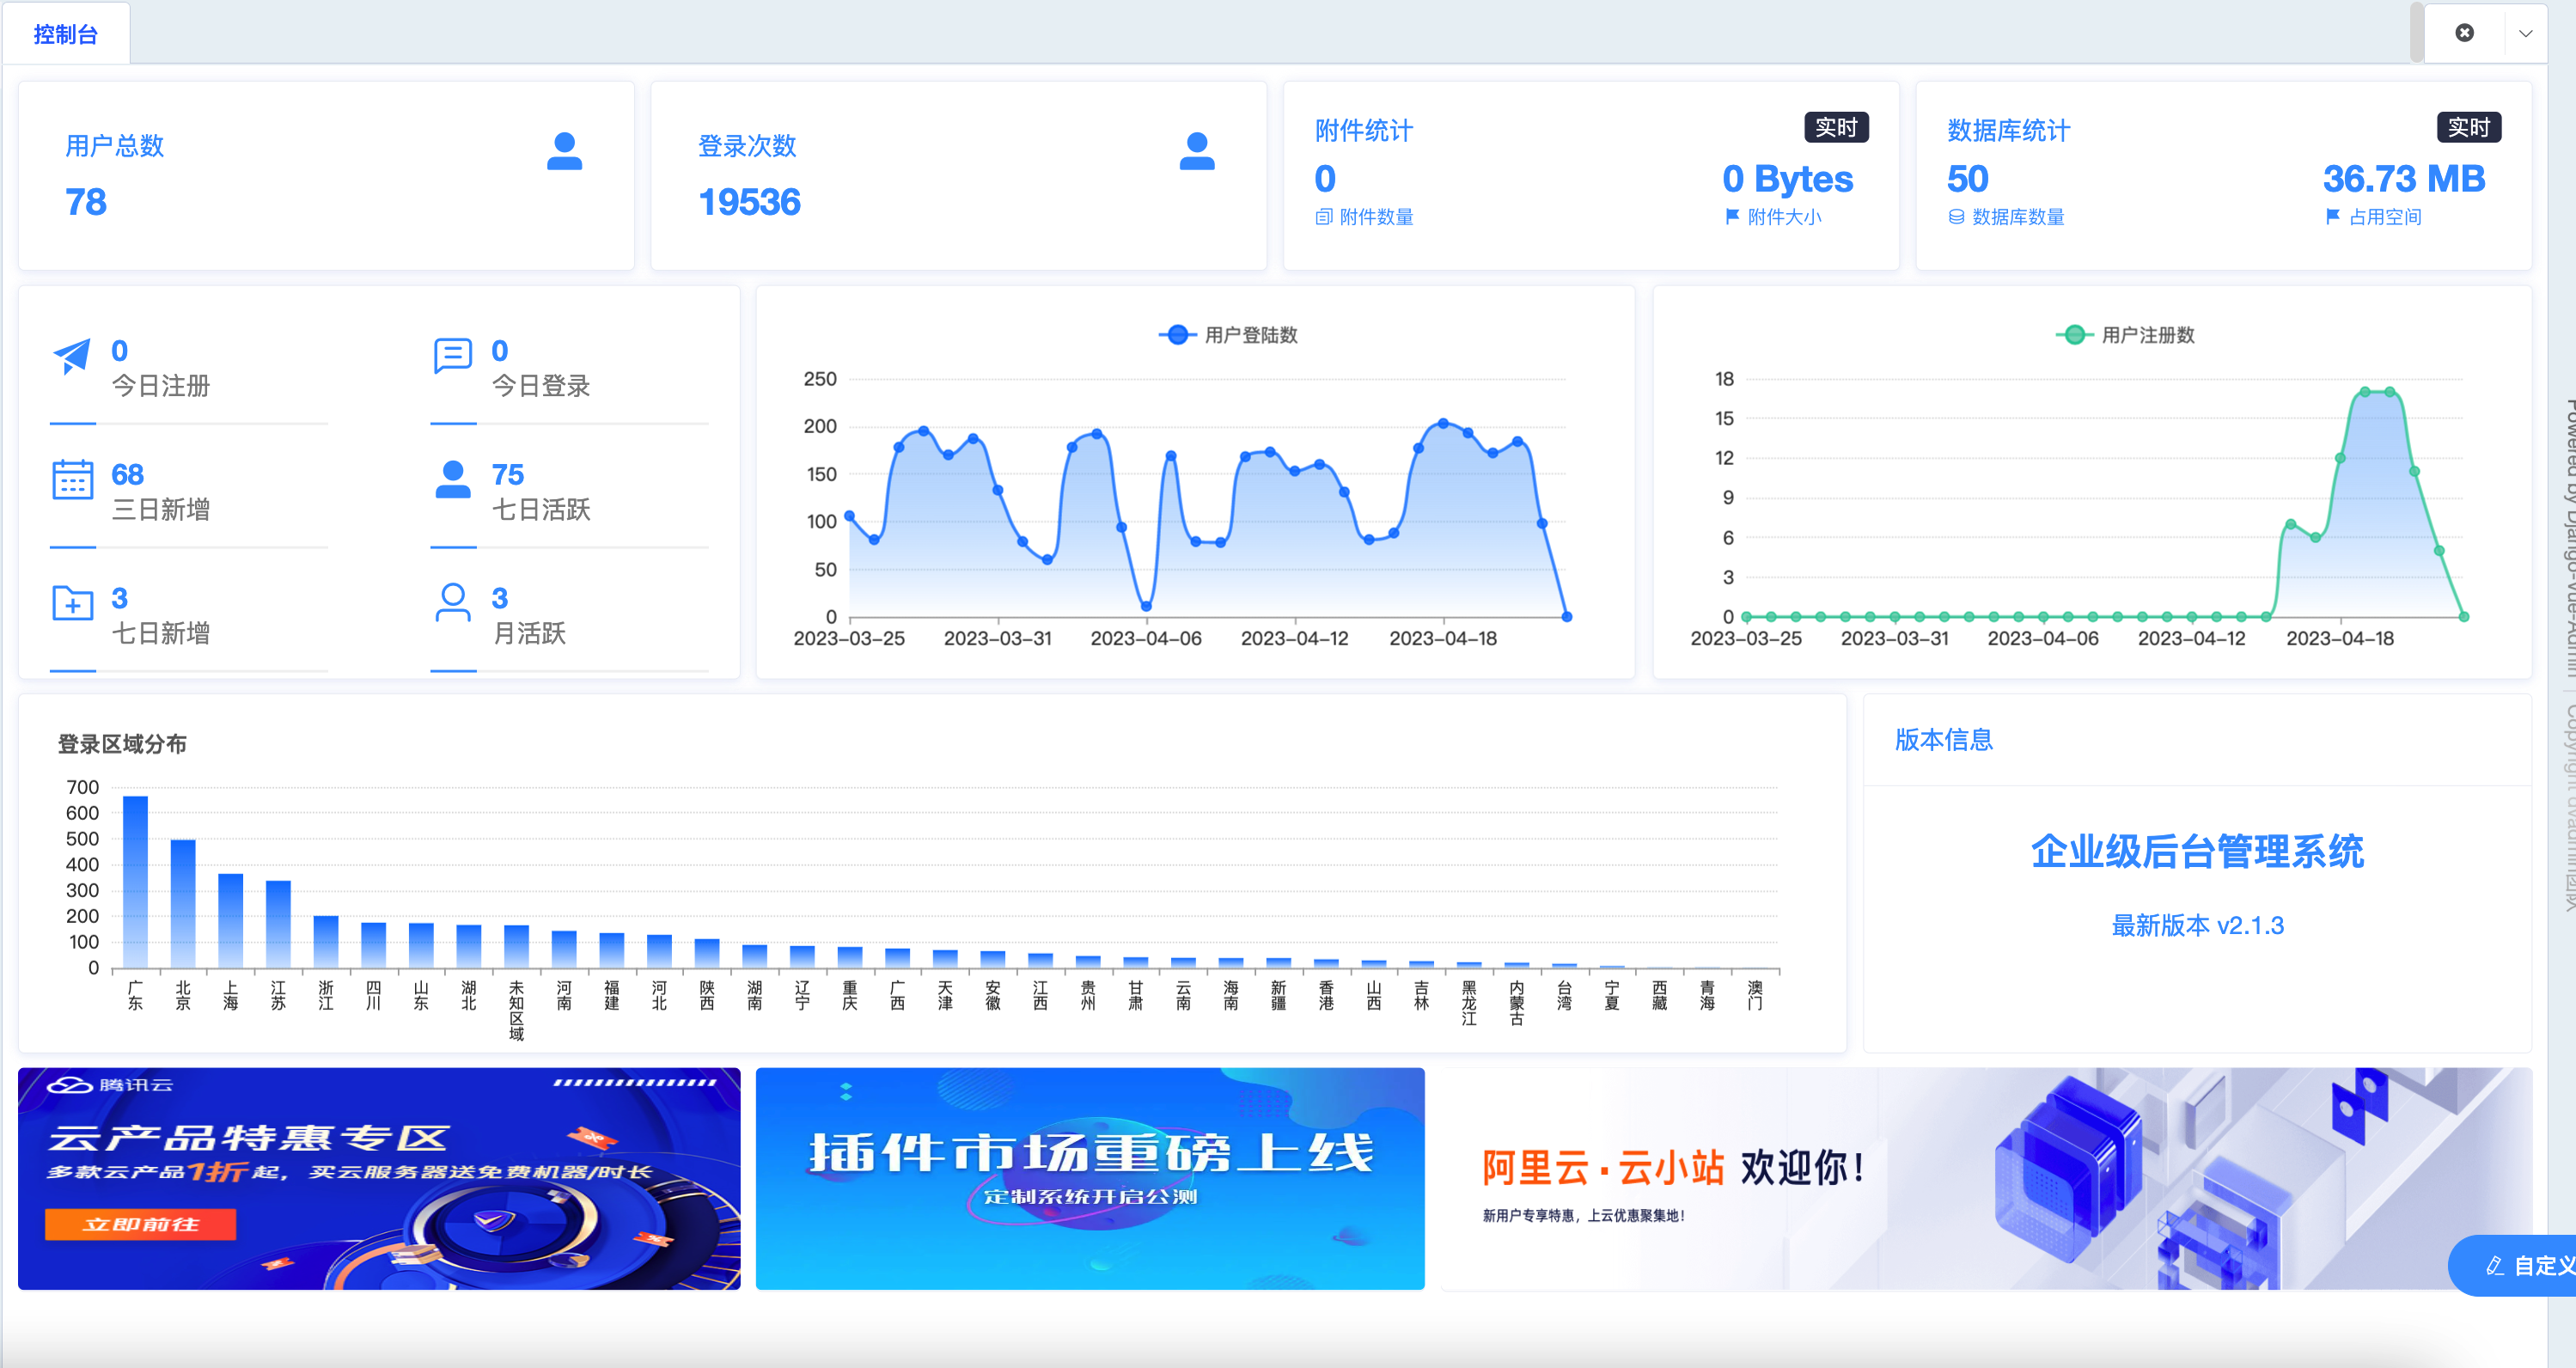 控制台
用户总数
78
登录次数
19536
附件统计
实时
0
0 Bytes
附件数量
附件大小
数据库统计
实时
50
36.73 MB
数据库数量
占用空间
0
今日注册
0
今日登录
68
三日新增
75
七日活跃
3
七日新增
3
月活跃
用户登陆数
250
200
150
100
50
0
2023-03-25
2023-03-31
2023-04-06
2023-04-12
2023-04-18
用户注册数
18
15
12
9
6
3
0
2023-03-25
2023-03-31
2023-04-06
2023-04-12
2023-04-18
登录区域分布
700
600
500
400
300
200
100
0
广东
北京
上海
江苏
浙江
四川
山东
湖北
未知区域
河南
福建
河北
陕西
湖南
辽宁
重庆
广西
天津
安徽
江西
贵州
甘肃
云南
海南
新疆
香港
山西
吉林
黑龙江
内蒙古
台湾
宁夏
西藏
青海
澳门
版本信息
企业级后台管理系统
最新版本 v2.1.3
腾讯云
云产品特惠专区
多款云产品1折起，买云服务器送免费机器/时长
立即前往
插件市场重磅上线
定制系统开启公测
阿里云·云小站 欢迎你！
新用户专享特惠，上云优惠聚集地！
自定义
Powered by Django-Vue-Admin
Copyright dvadmin团队